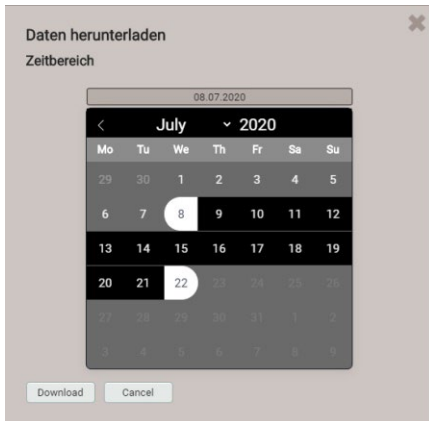 Daten herunterladen
Zeitbereich
08.07.2020
July 2020
Mo Tu We Th Fr Sa Su
29 30 1 2 3 4 5
6 7 8 9 10 11 12
13 14 15 16 17 18 19
20 21 22 23 24 25 26
27 28 29 30 31 1 2
3 4 5 6 7 8 9
Download Cancel